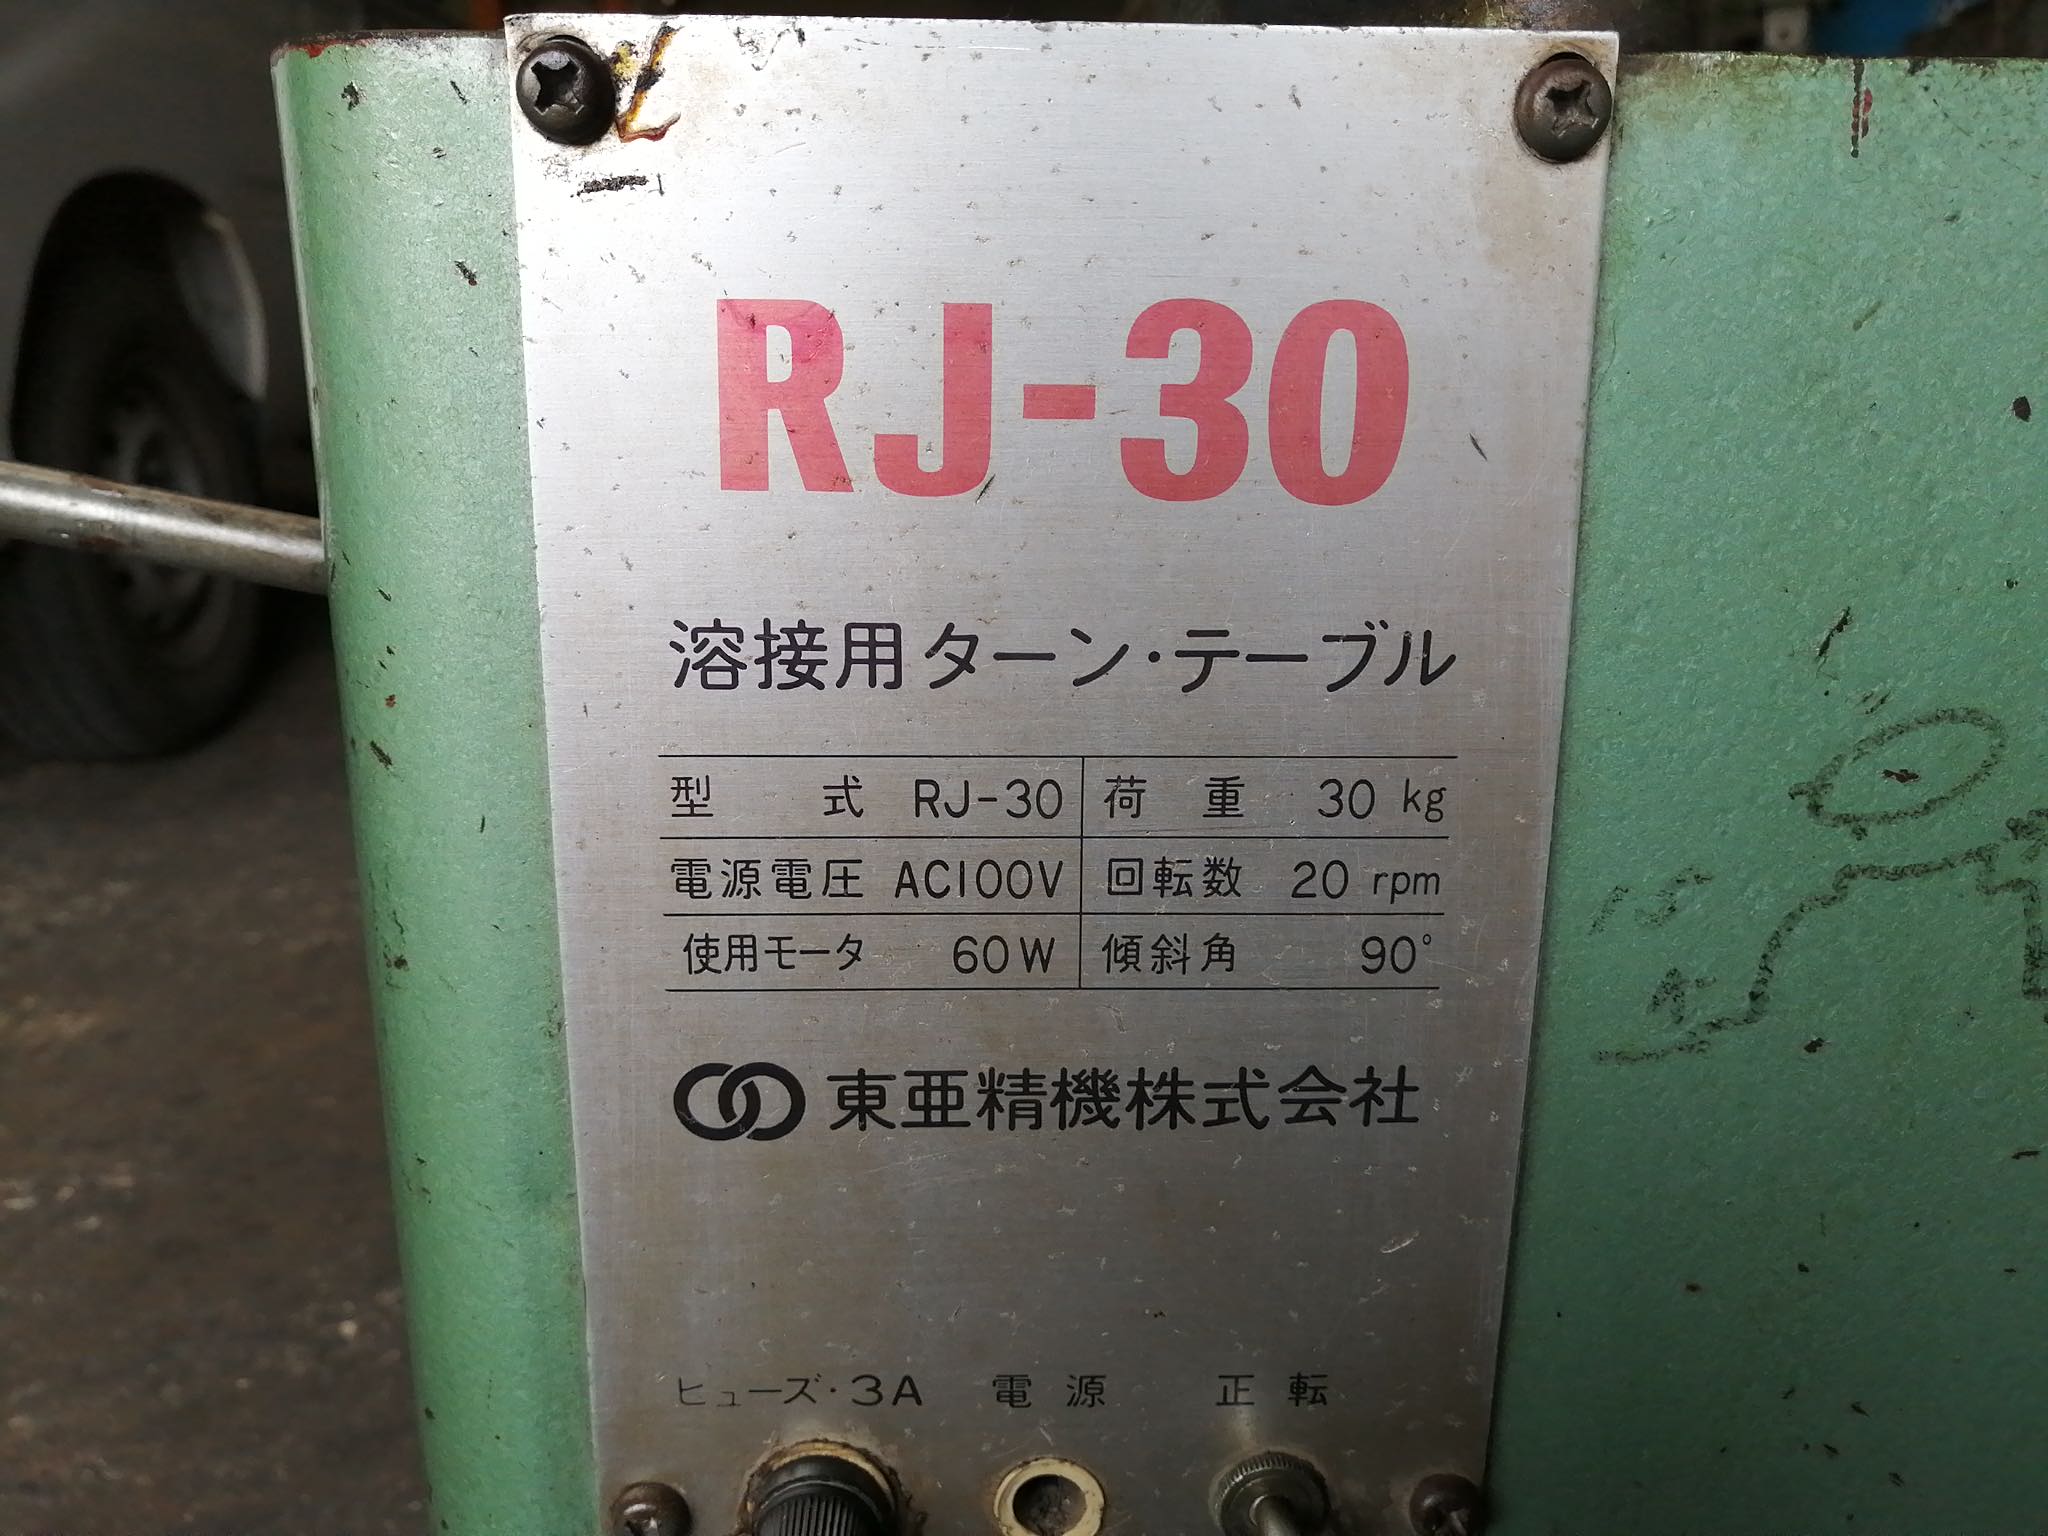 RJ-30
溶接用ターン・テーブル
型式 RJ-30 荷重 30 kg
電源電圧 AC100V 回転数 20 rpm
使用モータ 60W 傾斜角 90°
東亜精機株式会社
ヒューズ・3A 電源 正転